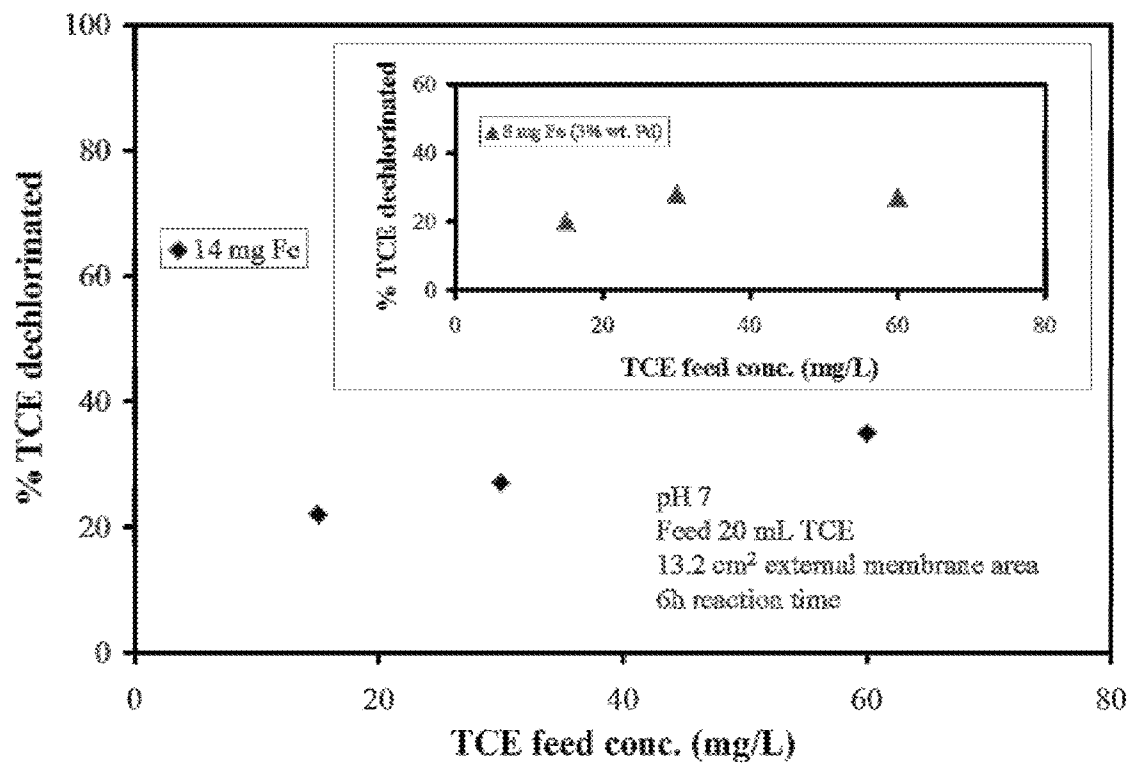 100
80
60
40
20
0
% TCE dechlorinated
◆ 14 mg Fe
60
40
20
0
% TCE dechlorinated
▲ 8 mg Fe (3% wt. Pd)
0 20 40 60 80
TCE feed conc. (mg/L)
pH 7
Feed 20 mL TCE
13.2 cm² external membrane area
6h reaction time
0 20 40 60 80
TCE feed conc. (mg/L)